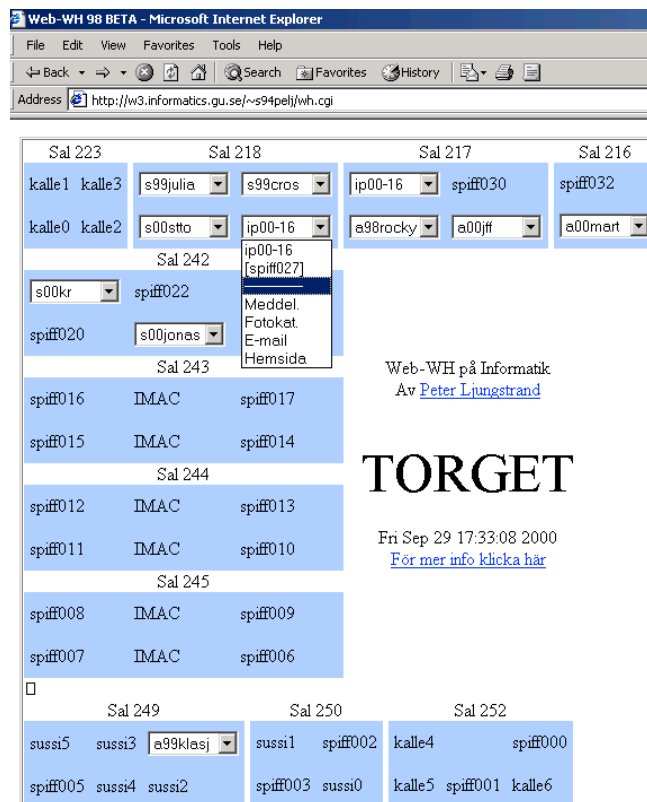 Web-WH 98 BETA - Microsoft Internet Explorer
File Edit View Favorites Tools Help
Back Search Favorites History
Address http://w3.informatics.gu.se/~s94pelj/wh.cgi
Sal 223 Sal 218 Sal 217 Sal 216
kalle1 kalle3 s99julia s99cros ip00-16 spiff030 spiff032
kalle0 kalle2 s00stto ip00-16 a98rocky a00jff a00mart
ip00-16
[spiff027]
Meddel.
Fotokat.
E-mail
Hemsida
Sal 242
s00kr spiff022
spiff020 s00jonas
Sal 243
spiff016 IMAC spiff017
spiff015 IMAC spiff014
Sal 244
spiff012 IMAC spiff013
spiff011 IMAC spiff010
Sal 245
spiff008 IMAC spiff009
spiff007 IMAC spiff006
Web-WH på Informatik
Av Peter Ljungstrand
TORGET
Fri Sep 29 17:33:08 2000
För mer info klicka här
Sal 249 Sal 250 Sal 252
sussi5 sussi3 a99klasj sussi1 spiff002 kalle4 spiff000
spiff005 sussi4 sussi2 spiff003 sussi0 kalle5 spiff001 kalle6